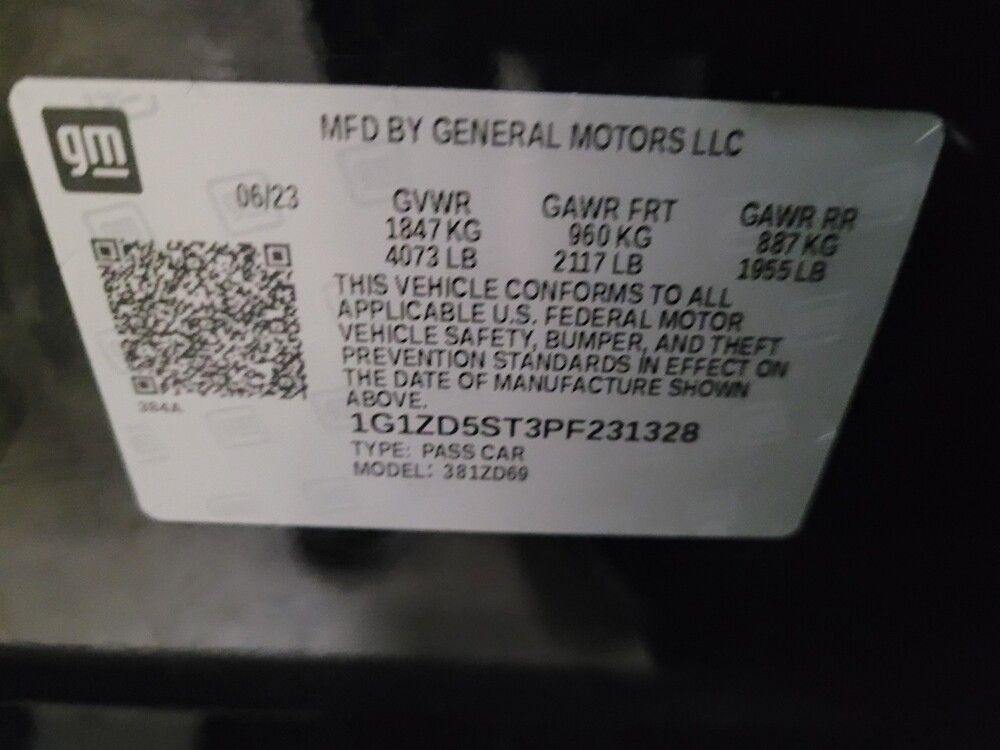 gm
MFD BY GENERAL MOTORS LLC
06/23
GVWR GAWR FRT GAWR RR
1847 KG 960 KG 887 KG
4073 LB 2117 LB 1955 LB
THIS VEHICLE CONFORMS TO ALL
APPLICABLE U.S. FEDERAL MOTOR
VEHICLE SAFETY, BUMPER, AND THEFT
PREVENTION STANDARDS IN EFFECT ON
THE DATE OF MANUFACTURE SHOWN
ABOVE.
384A
1G1ZD5ST3PF231328
TYPE: PASS CAR
MODEL: 381ZD69